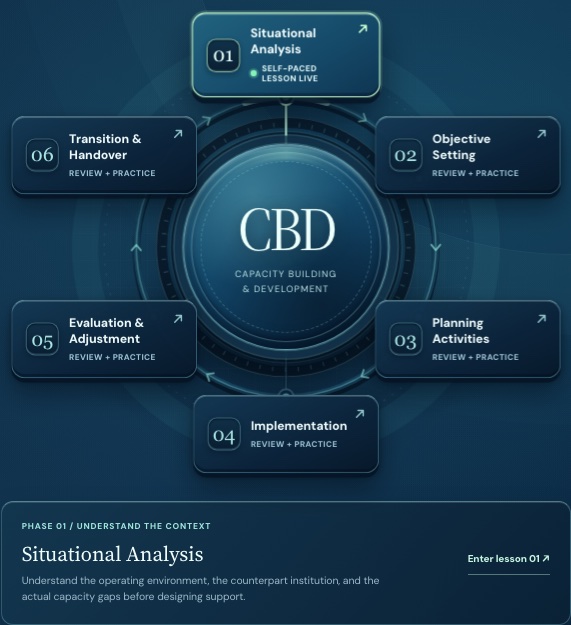 01
Situational
Analysis
SELF-PACED
LESSON LIVE
06
Transition &
Handover
REVIEW + PRACTICE
02
Objective
Setting
REVIEW + PRACTICE
CBD
CAPACITY BUILDING
& DEVELOPMENT
05
Evaluation &
Adjustment
REVIEW + PRACTICE
03
Planning
Activities
REVIEW + PRACTICE
04
Implementation
REVIEW + PRACTICE
PHASE 01 / UNDERSTAND THE CONTEXT
Situational Analysis
Understand the operating environment, the counterpart institution, and the
actual capacity gaps before designing support.
Enter lesson 01 ↗